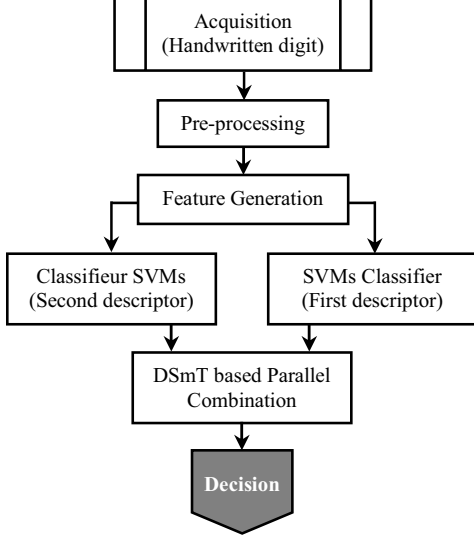 Acquisition
(Handwritten digit)
Pre-processing
Feature Generation
Classifieur SVMs
(Second descriptor)
SVMs Classifier
(First descriptor)
DSmT based Parallel
Combination
Decision